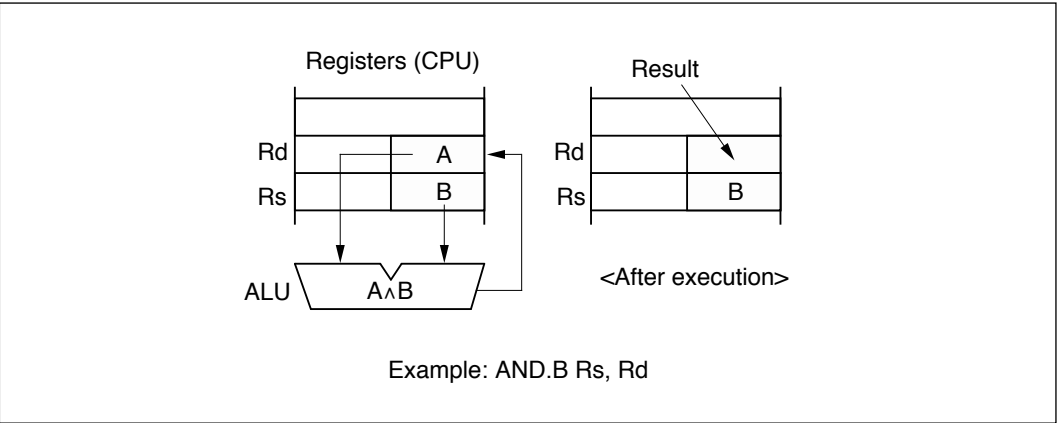 Registers (CPU)
Result
Rd
A
Rs
B
ALU
A∧B
Rd
Rs
B
<After execution>
Example: AND.B Rs, Rd